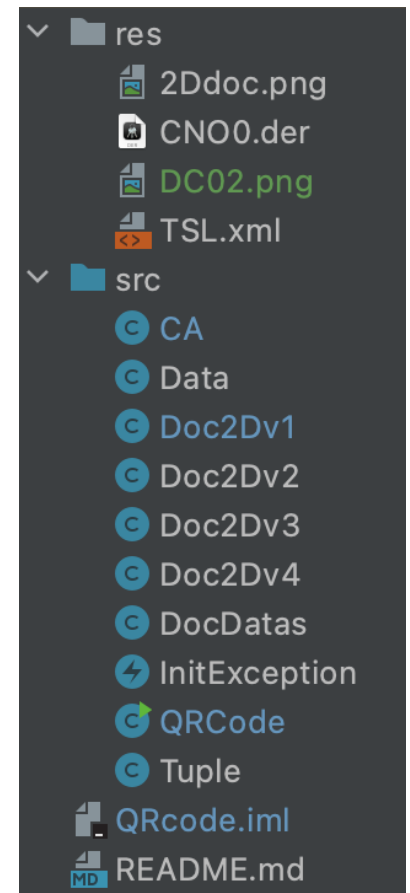 res
2Ddoc.png
CNO0.der
DC02.png
TSL.xml
src
C CA
C Data
C Doc2Dv1
C Doc2Dv2
C Doc2Dv3
C Doc2Dv4
C DocDatas
InitException
C QRCode
C Tuple
QRcode.iml
MD README.md